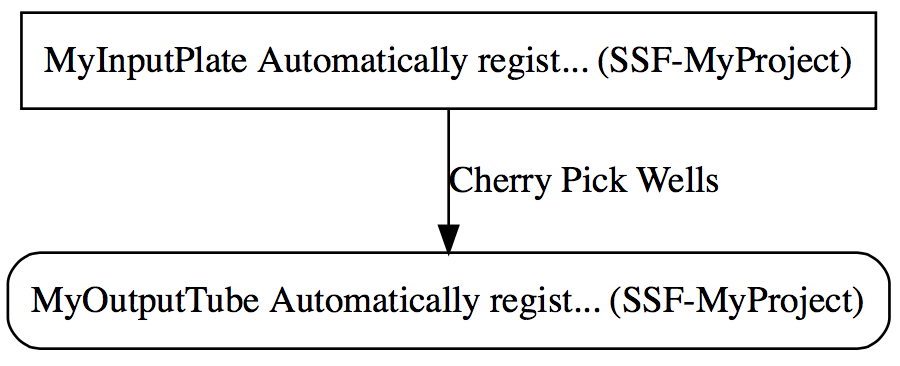 MyInputPlate Automatically regist... (SSF-MyProject)
Cherry Pick Wells
MyOutputTube Automatically regist... (SSF-MyProject)